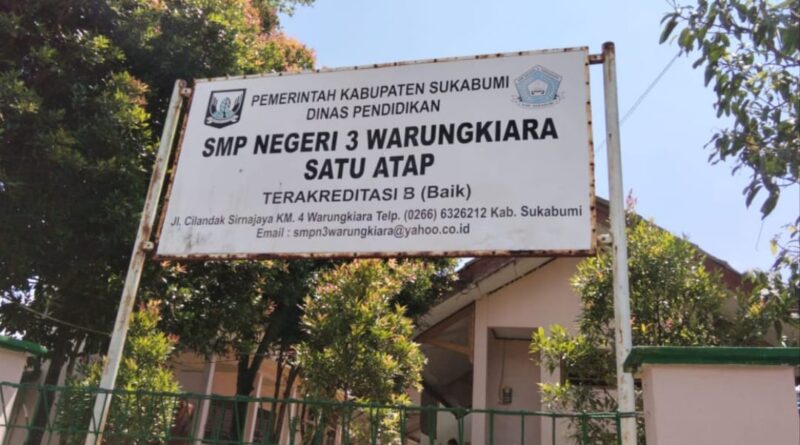 PEMERINTAH KABUPATEN SUKABUMI
DINAS PENDIDIKAN
SMP NEGERI 3 WARUNGKIARA
SATU ATAP
TERAKREDITASI B (Baik)
Jl. Cilandak Sirnajaya KM. 4 Warungkiara Telp. (0266) 6326212 Kab. Sukabumi
Email : smpn3warungkiara@yahoo.co.id